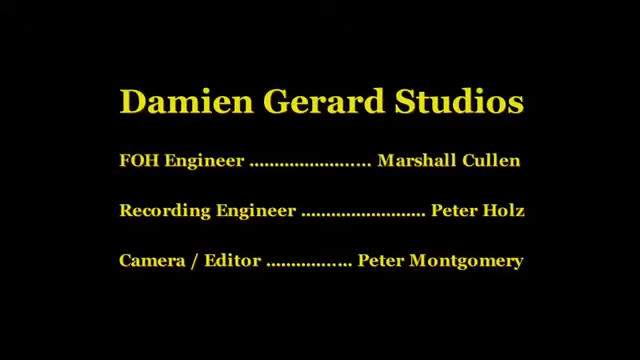 Damien Gerard Studios
FOH Engineer ........................ Marshall Cullen
Recording Engineer ......................... Peter Holz
Camera / Editor ................. Peter Montgomery